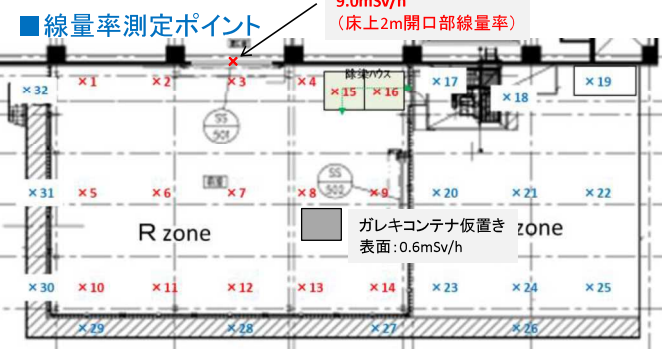 ■線量率測定ポイント
9.0mSv/h
（床上2m開口部線量率）
×
除染ハウス
×1 ×2 ×3 ×4 ×17 ×19
×32 ×15 ×16 ×18
SS
501
SS
502
×31 ×5 ×6 ×7 ×8 ×9 ×20 ×21 ×22
ガレキコンテナ仮置き
表面：0.6mSv/h
R zone
zone
×30 ×10 ×11 ×12 ×13 ×14 ×23 ×24 ×25
×29 ×28 ×27 ×26